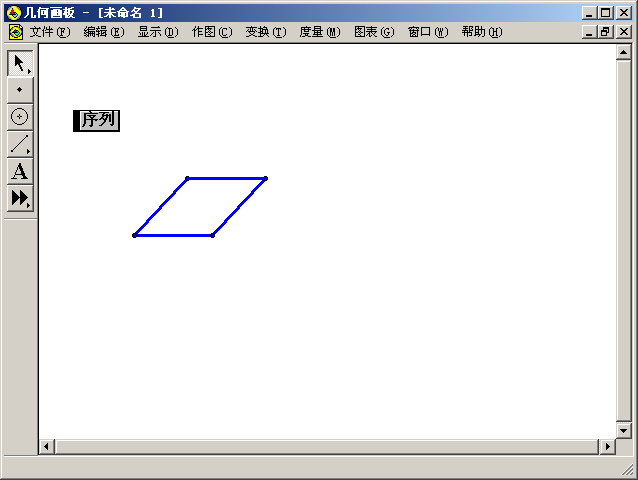 几何画板 - [未命名 1]
文件(F) 编辑(E) 显示(D) 作图(C) 变换(T) 度量(M) 图表(G) 窗口(W) 帮助(H)
序列
A